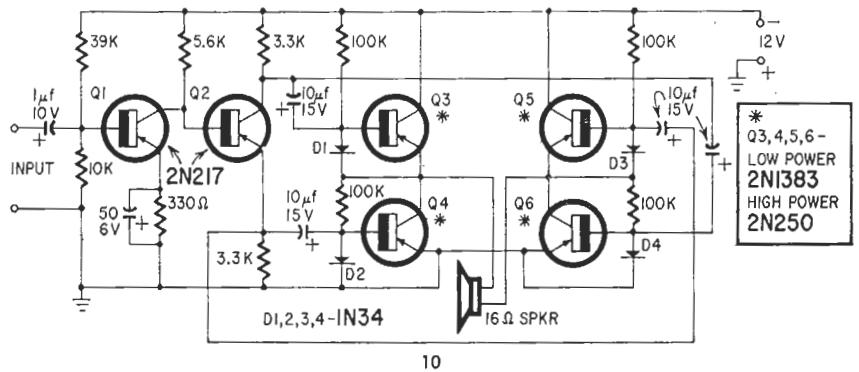 39K
5.6K
3.3K
100K
100K
−
12V
+
1µf
10V
+
Q1
Q2
+
10µf
15V
Q3
*
Q5
*
10µf
15V
+
+
INPUT
10K
2N217
D1
D3
50
6V
+
330Ω
10µf
15V
+
100K
Q4
*
Q6
*
100K
3.3K
D2
D4
D1,2,3,4-1N34
16Ω SPKR
*
Q3,4,5,6-
LOW POWER
2N1383
HIGH POWER
2N250
10